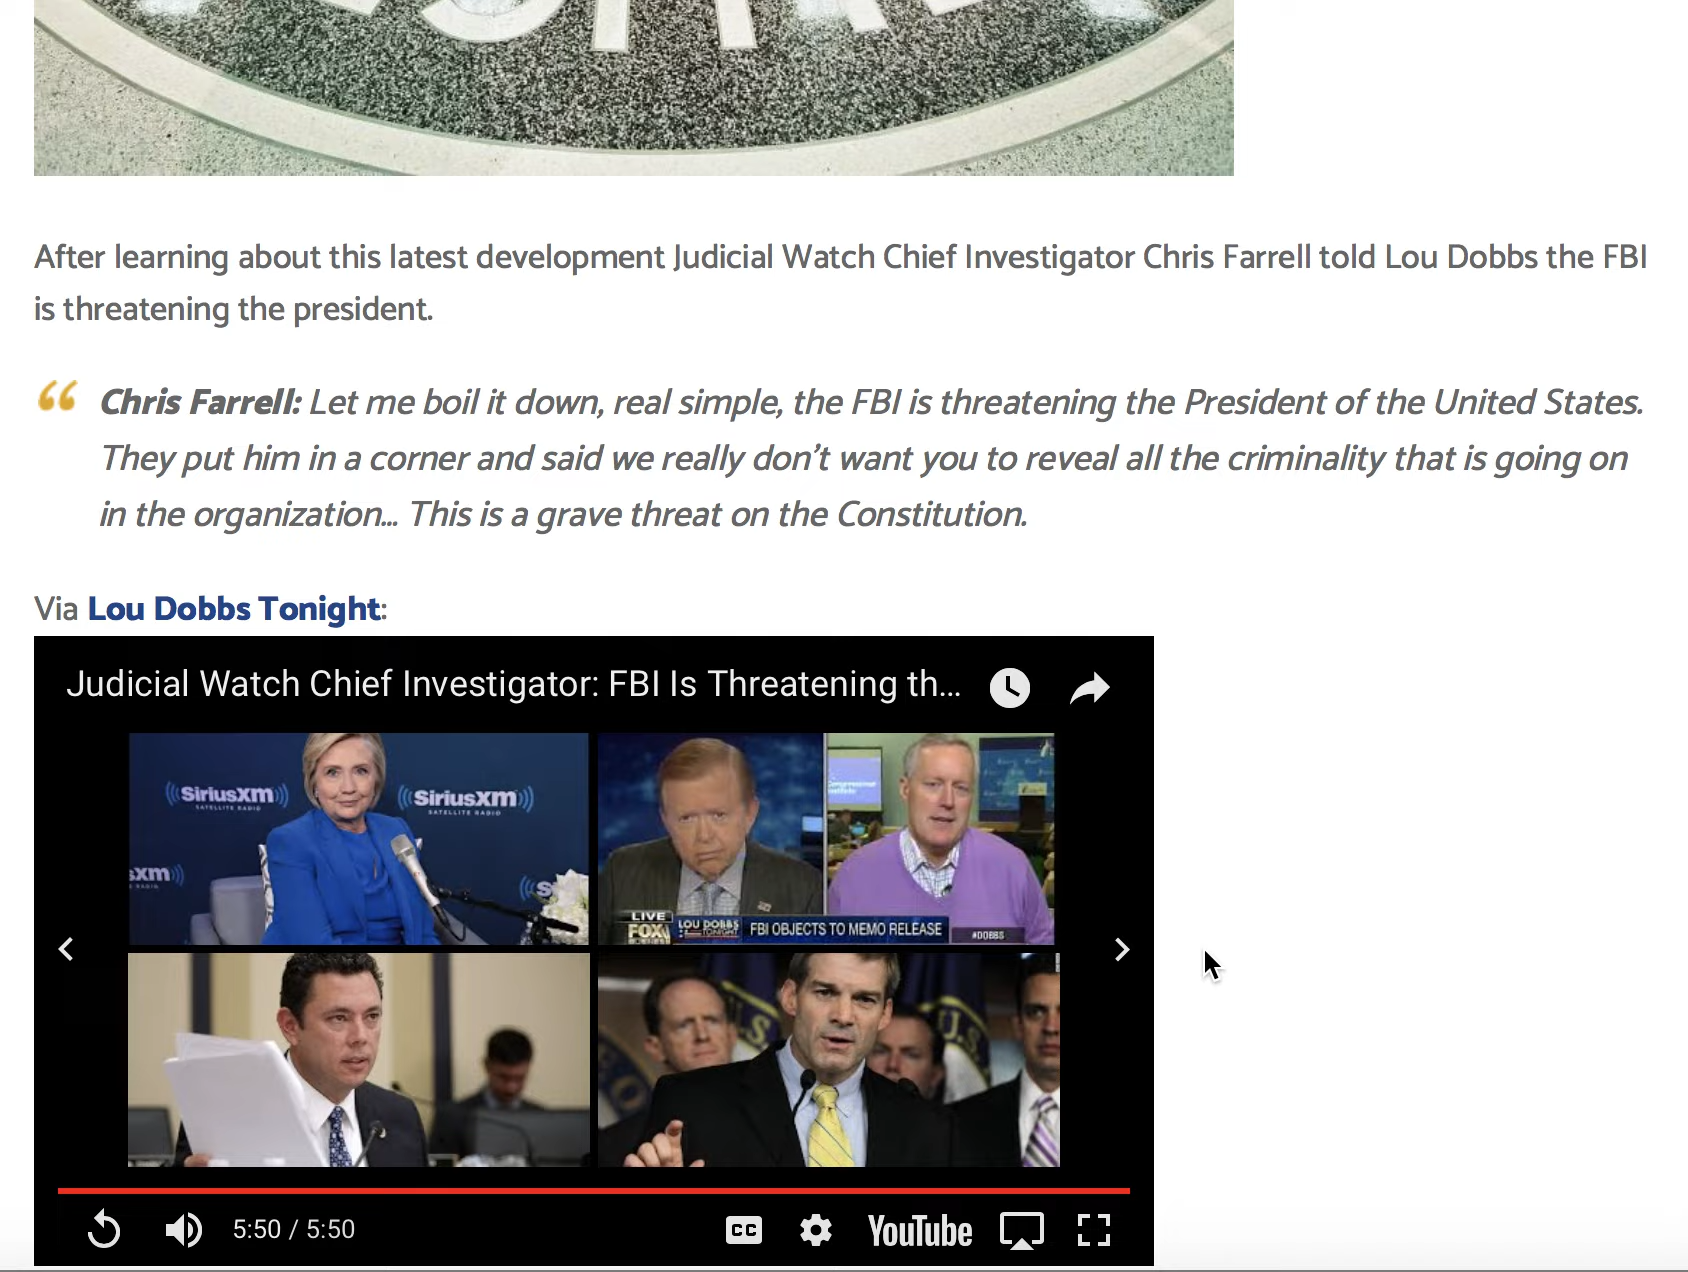 After learning about this latest development Judicial Watch Chief Investigator Chris Farrell told Lou Dobbs the FBI
is threatening the president.
“ Chris Farrell: Let me boil it down, real simple, the FBI is threatening the President of the United States.
They put him in a corner and said we really don’t want you to reveal all the criminality that is going on
in the organization… This is a grave threat on the Constitution.
Via Lou Dobbs Tonight:
Judicial Watch Chief Investigator: FBI Is Threatening th...
SiriusXM
SATELLITE RADIO
SiriusXM
SATELLITE RADIO
LIVE
FOX
LOU DOBBS
TONIGHT
FBI OBJECTS TO MEMO RELEASE
#DOBBS
U.S.
5:50 / 5:50
CC
YouTube